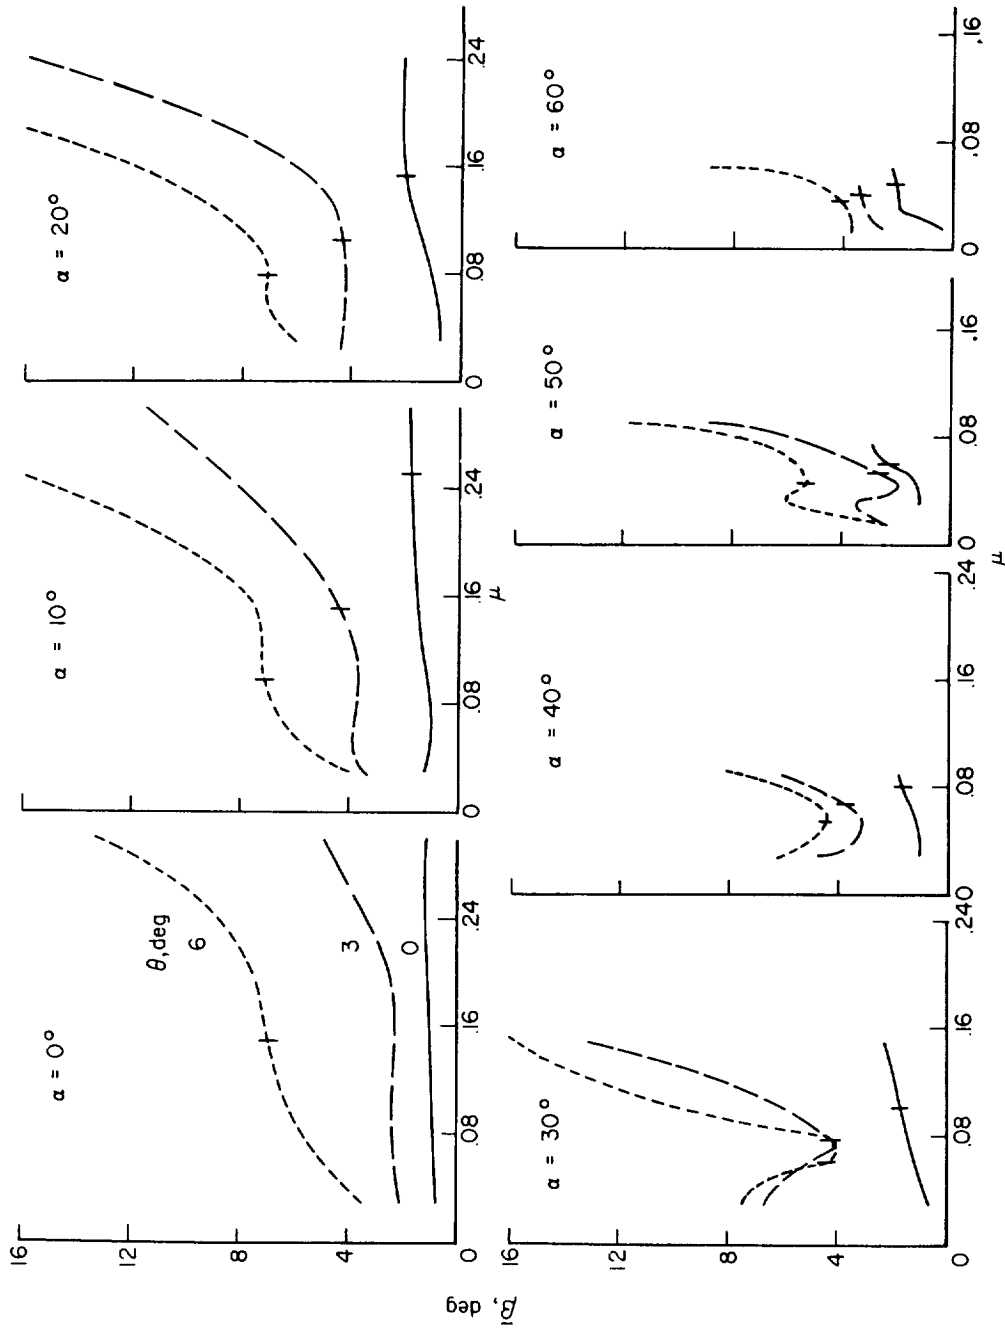 α = 0°
α = 10°
α = 20°
θ, deg
6
3
0
16
12
8
4
0 .08 .16 .24 0 .08 .16 .24 0 .08 .16 .24
μ
β̄, deg
α = 30°
α = 40°
α = 50°
α = 60°
16
12
8
4
0 .08 .16 .24 0 .08 .16 .24 0 .08 .16 0 .08 .16
μ